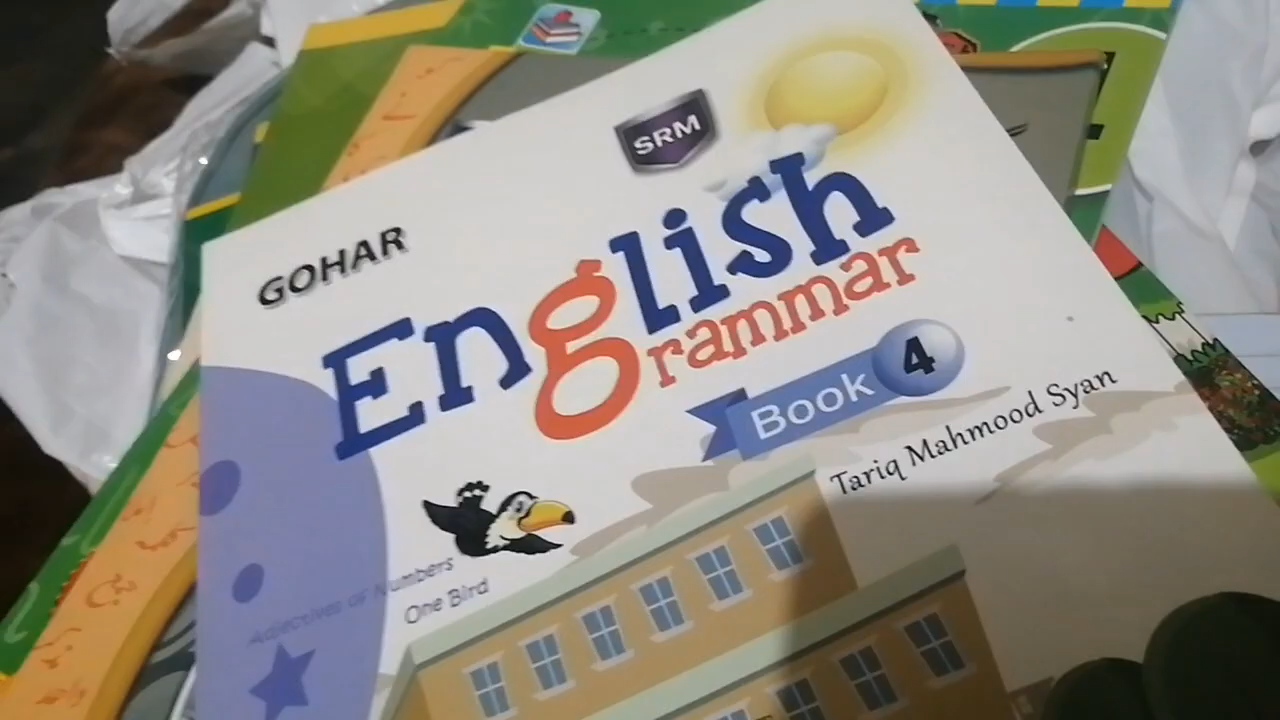 SRM
GOHAR
English
grammar
Book 4
Tariq Mahmood Syan
Adjectives of Numbers
One Bird